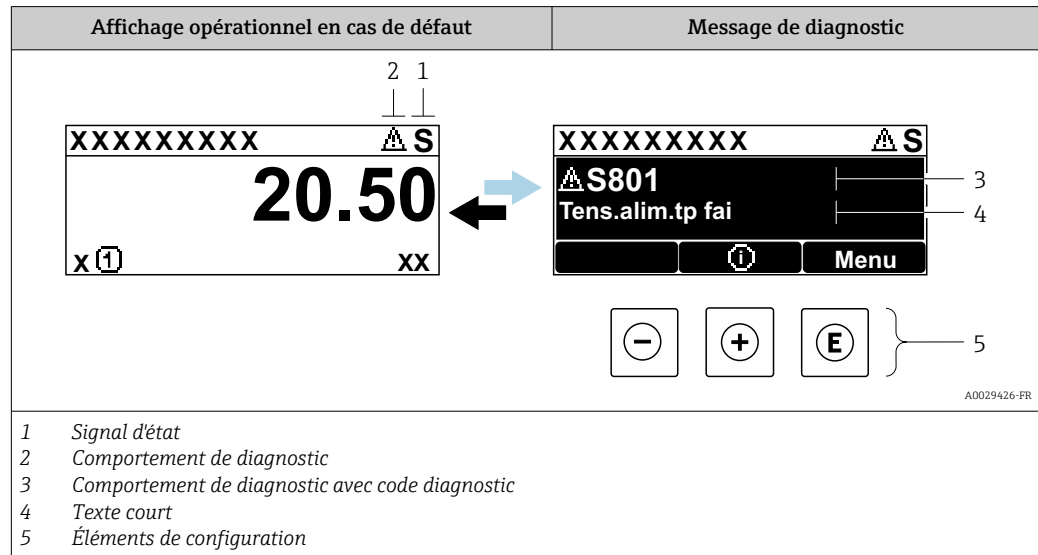 Affichage opérationnel en cas de défaut
Message de diagnostic
2 1
XXXXXXXXX S
20.50
X 1 XX
XXXXXXXXX S
S801
Tens.alim.tp fai
i Menu
3
4
- + E
5
A0029426-FR
1 Signal d'état
2 Comportement de diagnostic
3 Comportement de diagnostic avec code diagnostic
4 Texte court
5 Éléments de configuration